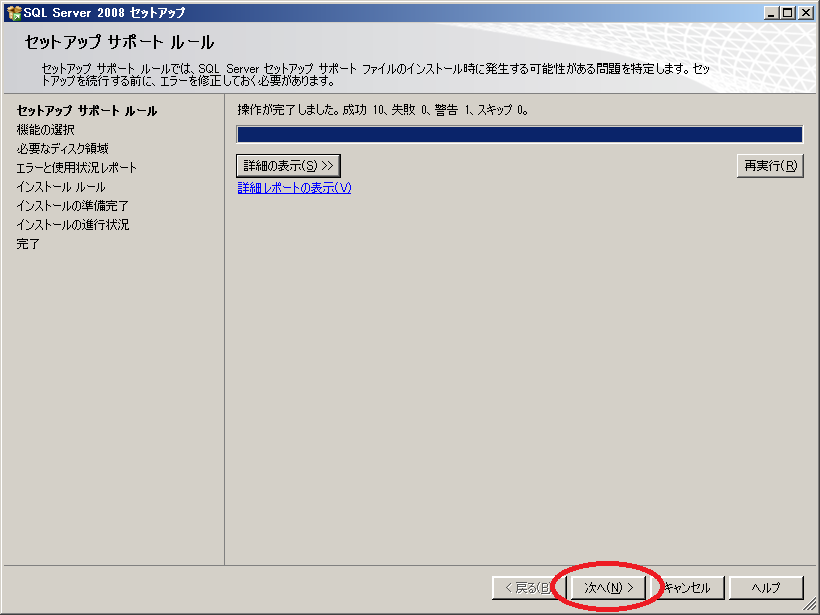 SQL Server 2008 セットアップ
セットアップ サポート ルール
セットアップ サポート ルールでは、SQL Server セットアップ サポート ファイルのインストール時に発生する可能性がある問題を特定します。セッ
トアップを続行する前に、エラーを修正しておく必要があります。
セットアップ サポート ルール
機能の選択
必要なディスク領域
エラーと使用状況レポート
インストール ルール
インストールの準備完了
インストールの進行状況
完了
操作が完了しました。成功 10、失敗 0、警告 1、スキップ 0。
詳細の表示(S) >>
再実行(R)
詳細レポートの表示(V)
< 戻る(B)
次へ(N) >
キャンセル
ヘルプ